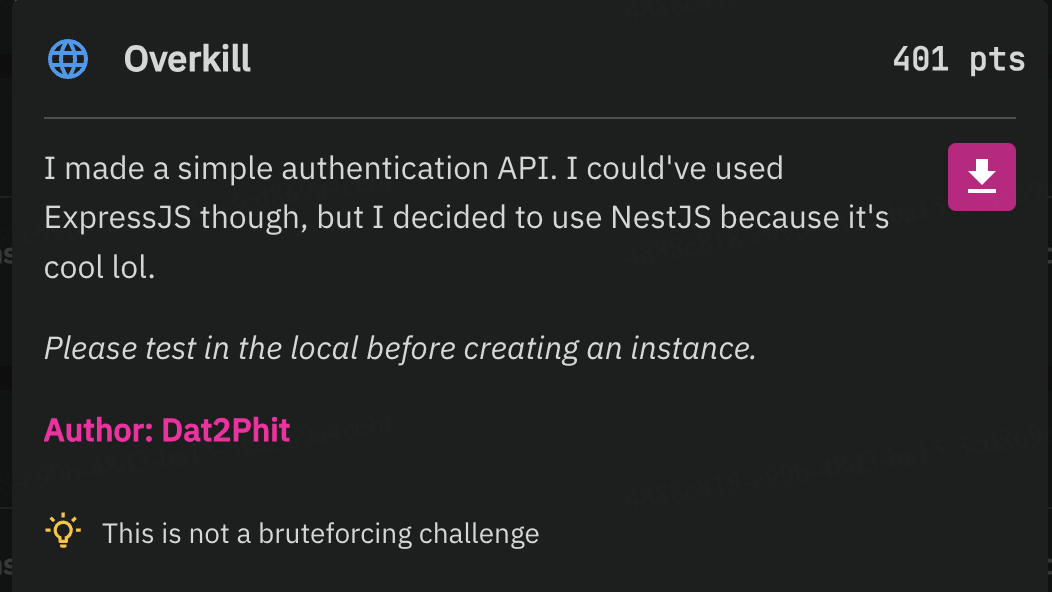 Overkill
401 pts
I made a simple authentication API. I could've used
ExpressJS though, but I decided to use NestJS because it's
cool lol.
Please test in the local before creating an instance.
Author: Dat2Phit
This is not a bruteforcing challenge